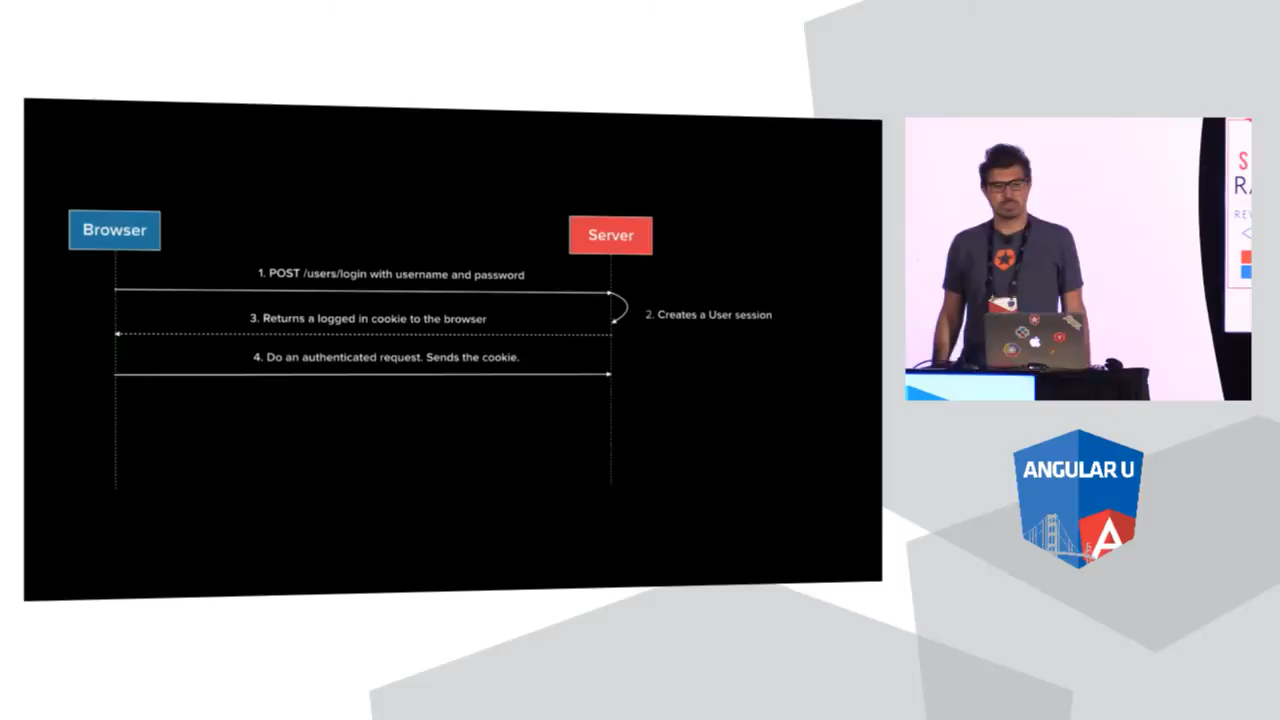 Browser
Server
1. POST /users/login with username and password
2. Creates a User session
3. Returns a logged in cookie to the browser
4. Do an authenticated request. Sends the cookie.
ANGULAR U
A